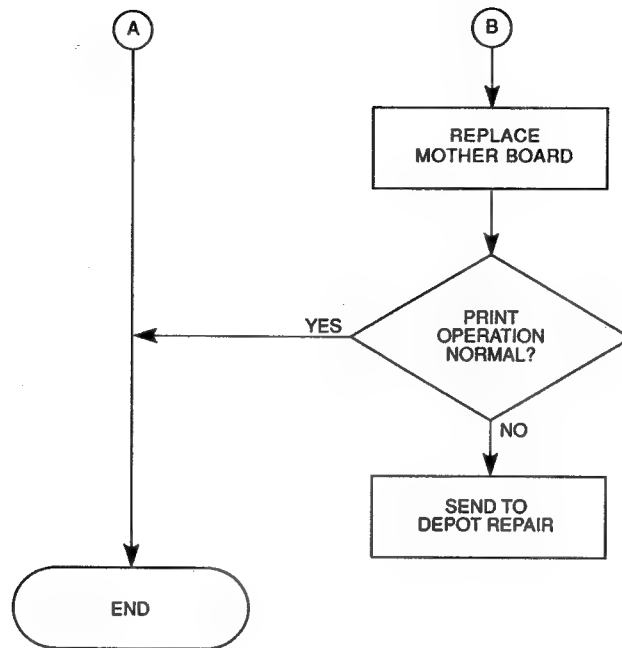 A
B
REPLACE
MOTHER BOARD
PRINT
OPERATION
NORMAL?
YES
NO
SEND TO
DEPOT REPAIR
END